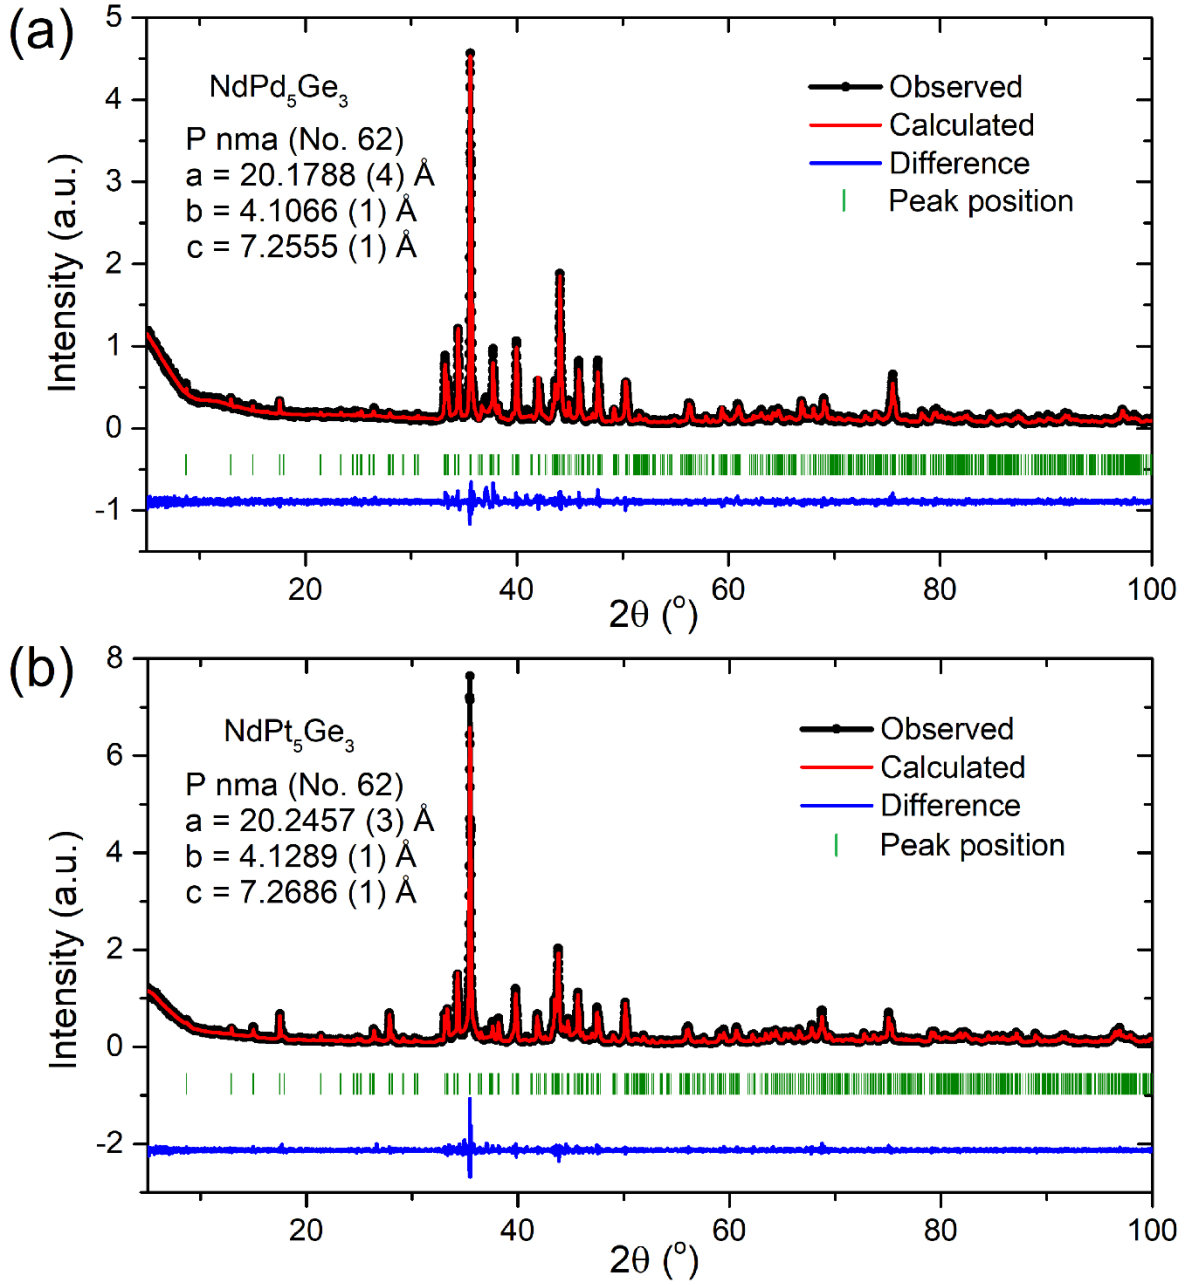 (a)
NdPd₅Ge₃
P nma (No. 62)
a = 20.1788 (4) Å
b = 4.1066 (1) Å
c = 7.2555 (1) Å
Observed
Calculated
Difference
Peak position
Intensity (a.u.)
5
4
3
2
1
0
-1
20
40
60
80
100
2θ (°)
(b)
NdPt₅Ge₃
P nma (No. 62)
a = 20.2457 (3) Å
b = 4.1289 (1) Å
c = 7.2686 (1) Å
Observed
Calculated
Difference
Peak position
Intensity (a.u.)
8
6
4
2
0
-2
20
40
60
80
100
2θ (°)